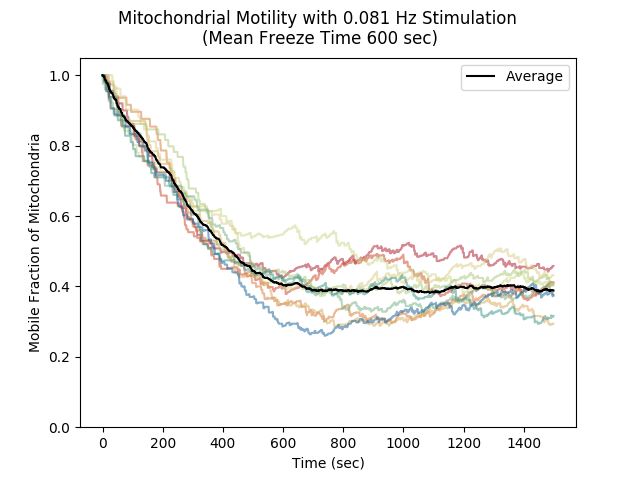 Mitochondrial Motility with 0.081 Hz Stimulation
(Mean Freeze Time 600 sec)
Average
1.0
0.8
0.6
0.4
0.2
0.0
Mobile Fraction of Mitochondria
0 200 400 600 800 1000 1200 1400
Time (sec)